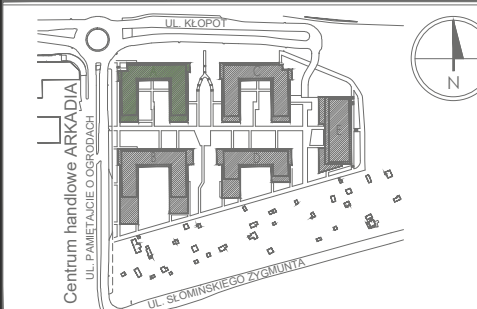 UL. KŁOPOT
N
C
E
B
D
Centrum handlowe ARKADIA
UL. PAMIĘTAJCIE O OGRODACH
UL. SŁOMIŃSKIEGO ZYGMUNTA